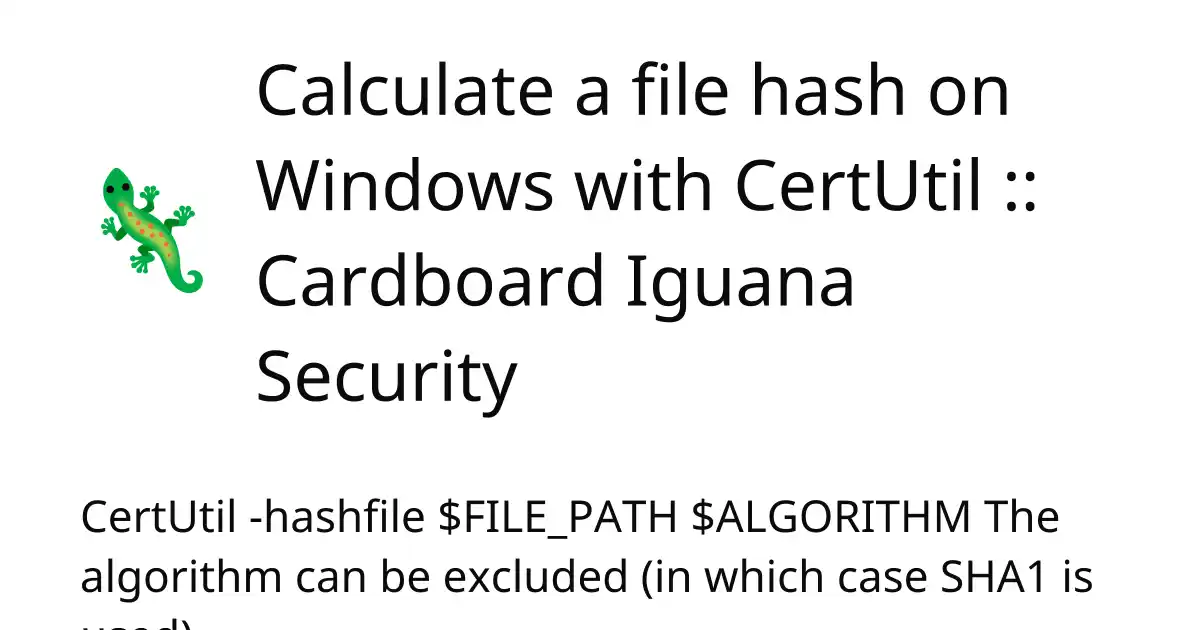 Calculate a file hash on
Windows with CertUtil ::
Cardboard Iguana
Security
CertUtil -hashfile $FILE_PATH $ALGORITHM The
algorithm can be excluded (in which case SHA1 is
used)